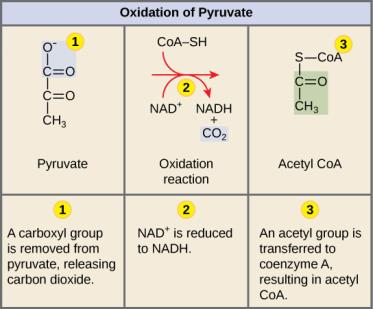 Oxidation of Pyruvate
O⁻
1
C=O
C=O
CH₃
Pyruvate
CoA–SH
2
NAD⁺ NADH
+
CO₂
Oxidation
reaction
3
S—CoA
C=O
CH₃
Acetyl CoA
1
A carboxyl group
is removed from
pyruvate, releasing
carbon dioxide.
2
NAD⁺ is reduced
to NADH.
3
An acetyl group is
transferred to
coenzyme A,
resulting in acetyl
CoA.